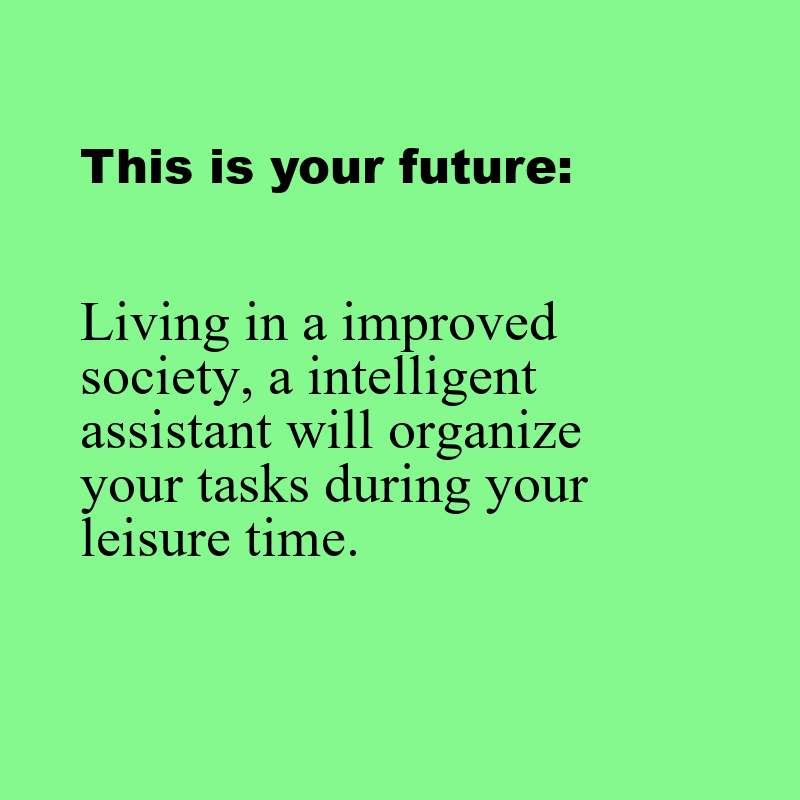 This is your future:
Living in a improved
society, a intelligent
assistant will organize
your tasks during your
leisure time.